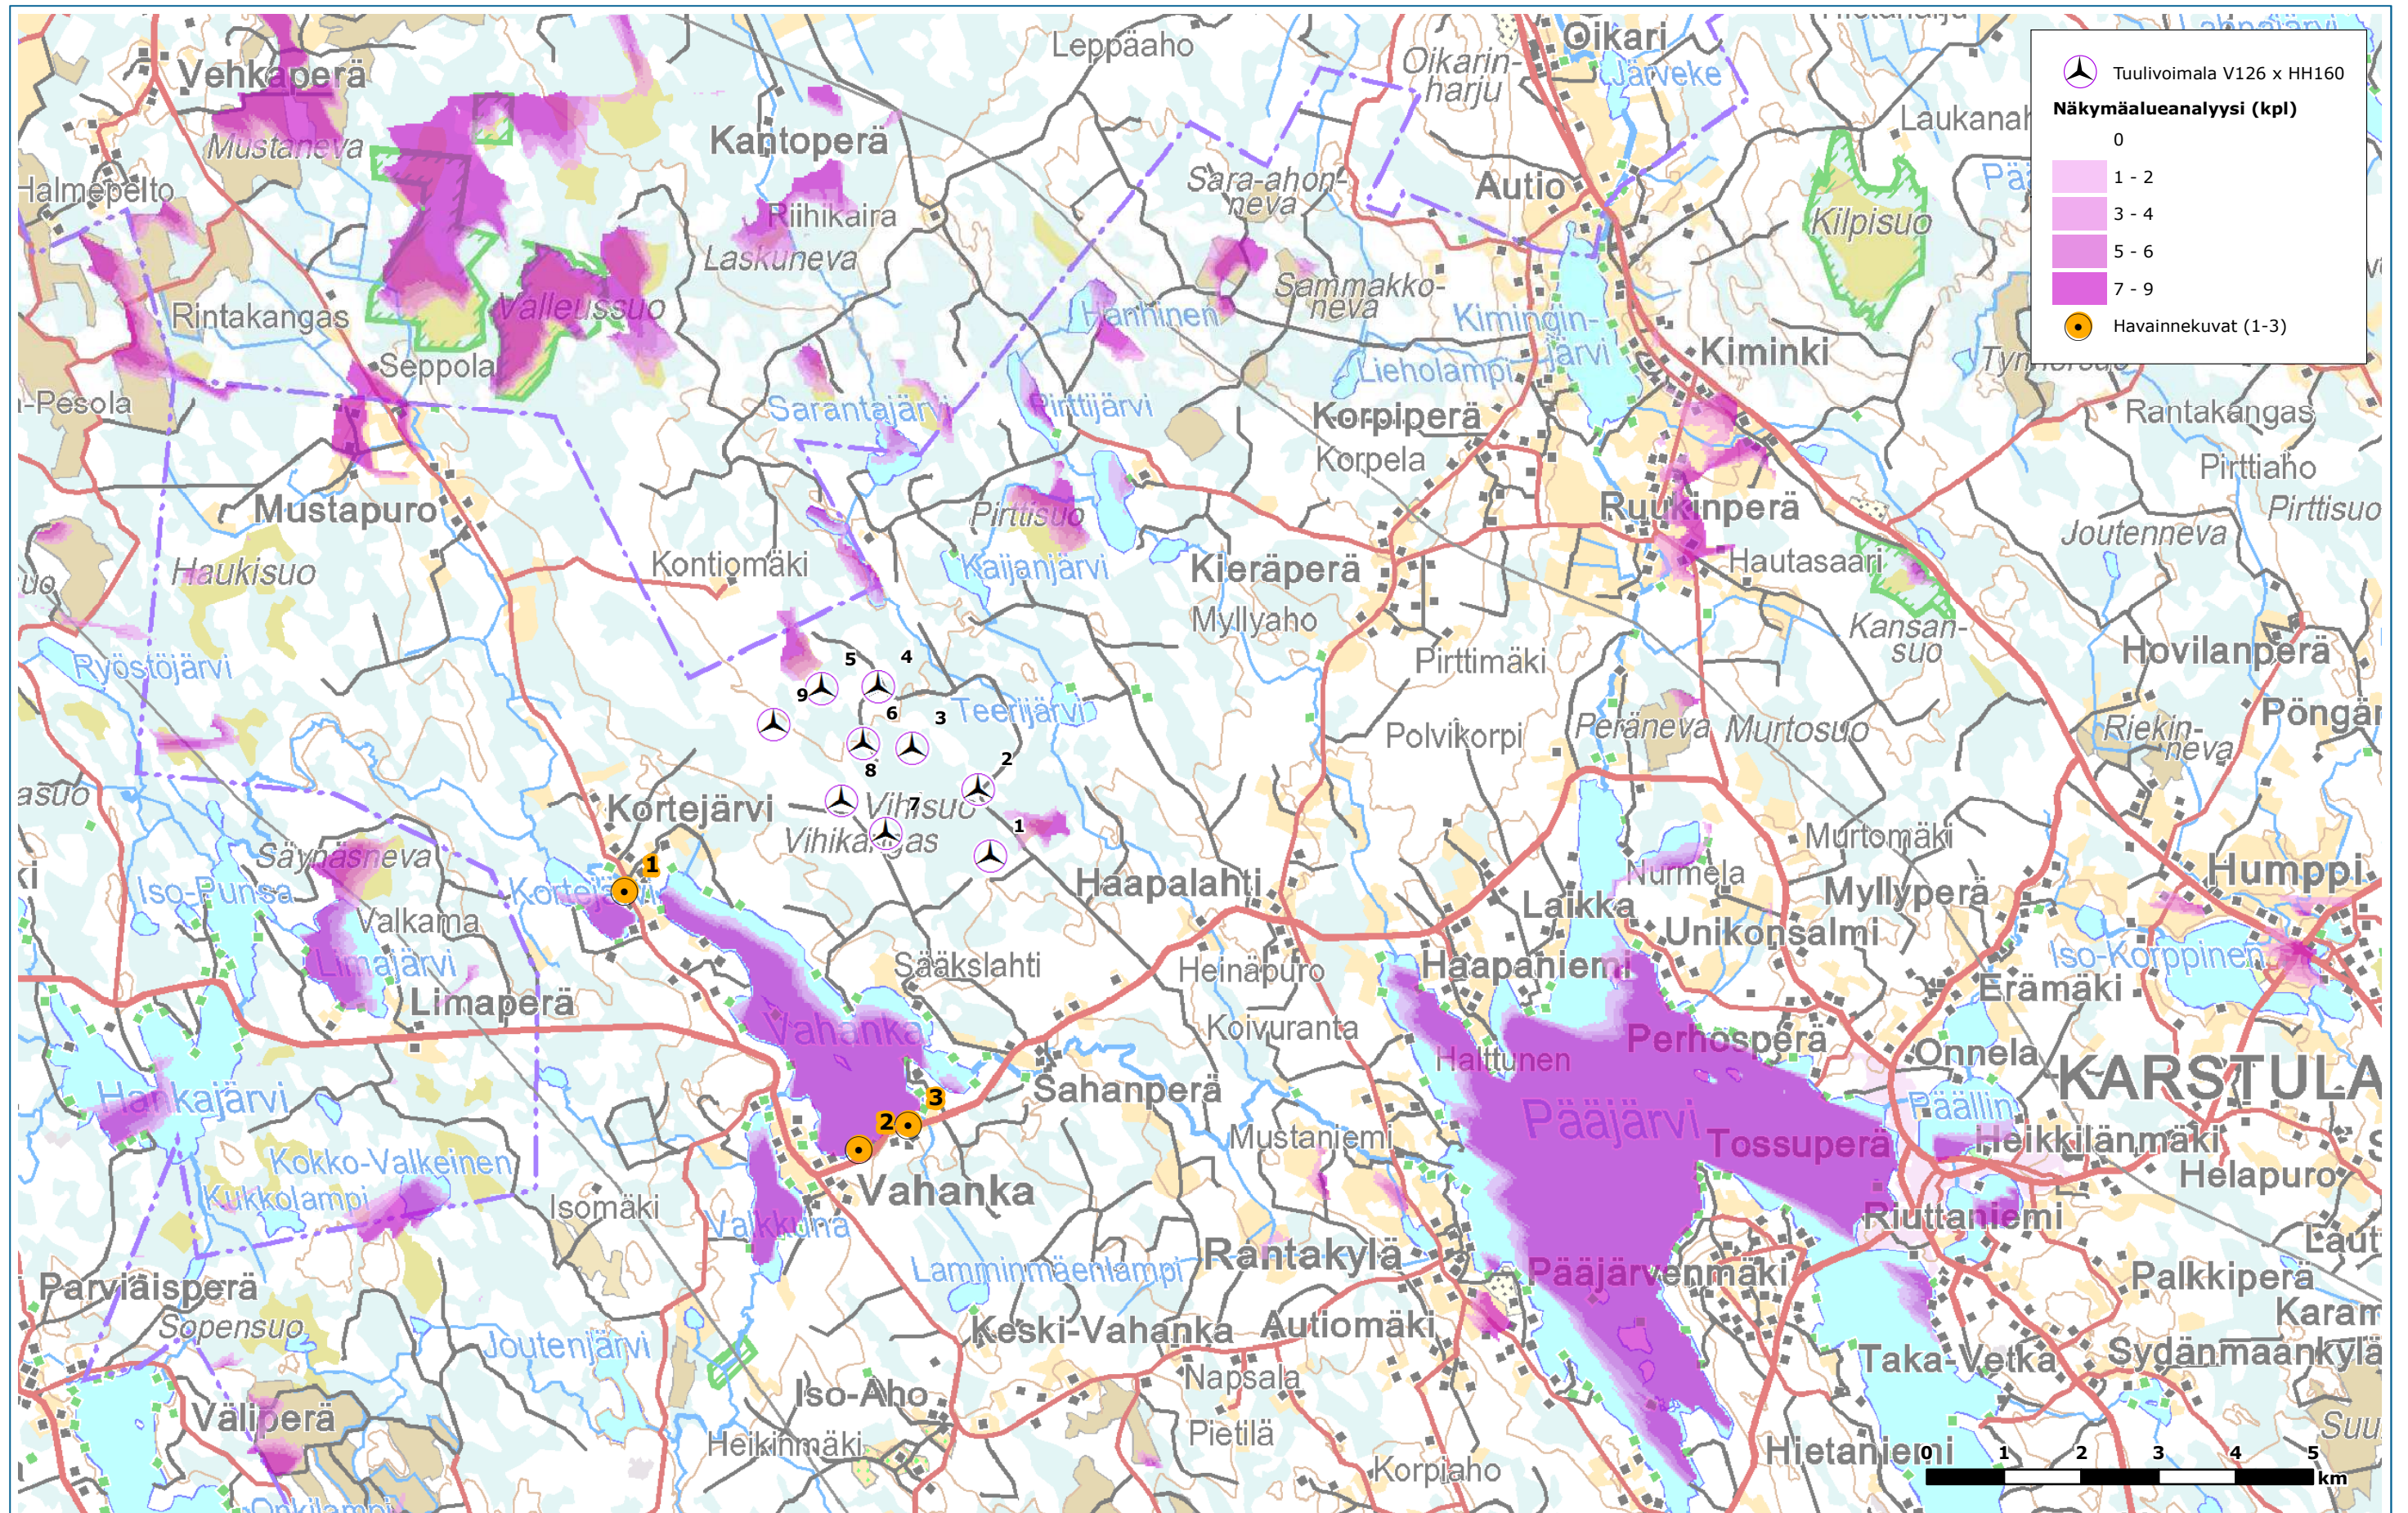 Oikari
Leppäaho
Oikarin-
harju
Järveke
Vehkaperä
Tuulivoimala V126 x HH160
Näkymäalueanalyysi (kpl)
0
1 - 2
3 - 4
5 - 6
7 - 9
Havainnekuvat (1-3)
Mustaneva
Kantoperä
Halmepelto
Riihikaira
Laskuneva
Sara-ahon-
neva
Autio
Kilpisuo
Rintakangas
Valleussuo
Hanhinen
Sammakko-
neva
Kimingin-
järvi
Kiminki
Seppola
Lieholampi
Sarantajärvi
Pirttijärvi
Korpiperä
Korpela
Rantakangas
Pirttiaho
Pirttisuo
Mustapuro
Pirttisuo
Ruukinperä
Joutenneva
Haukisuo
Kontiomäki
Kaijanjärvi
Kieräperä
Hautasaari
Myllyaho
Kansan-
suo
Hovilanperä
Ryöstöjärvi
Pirttimäki
5
4
9
6
3
Teerijärvi
2
8
7
1
Polvikorpi
Peräneva
Murtosuo
Riekin-
neva
Kortejärvi
Vihisuo
Vihikangas
Murtomäki
Säynäsneva
1
Iso-Punsa
Kortejärvi
Haapalahti
Nurmela
Humppi
Myllyperä
Laikka
Valkama
Unikonsalmi
Limajärvi
Sääkslahti
Heinäpuro
Haapaniemi
Iso-Korppinen
Erämäki
Limaperä
Vahanka
Koivuranta
Perhosperä
Halttunen
Onnela
KARSTULA
Hankajärvi
Sahanperä
3
2
Pääjärvi
Päällin
Mustaniemi
Tossuperä
Heikkilänmäki
Helapuro
Kokko-Valkeinen
Kukkolampi
Isomäki
Vahanka
Valkkuna
Riuttaniemi
Lamminmäenlampi
Rantakylä
Pääjärvenmäki
Palkkiperä
Parviaisperä
Sopensuo
Joutenjärvi
Keski-Vahanka
Autiomäki
Taka-Vetka
Sydänmaankylä
Napsala
Iso-Aho
Väliperä
Heikinmäki
Pietilä
Korpiaho
Hietaniemi
0 1 2 3 4 5
km